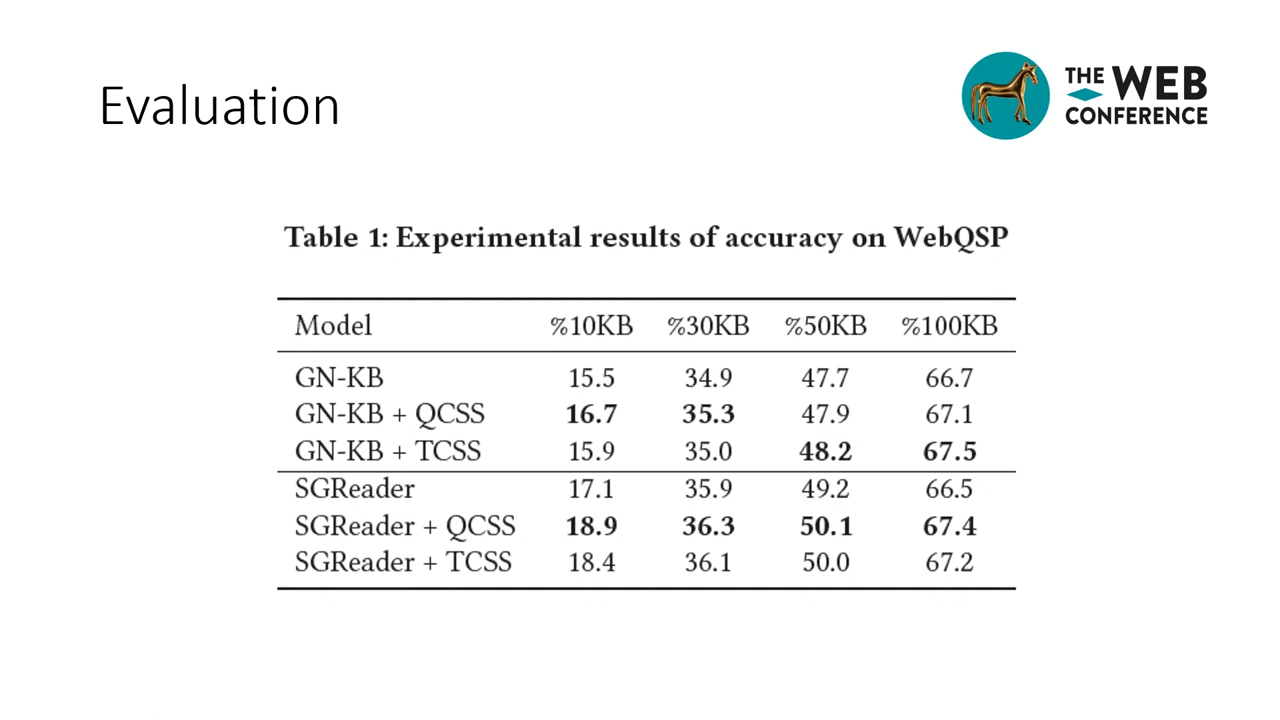 Evaluation
THE WEB
CONFERENCE
Table 1: Experimental results of accuracy on WebQSP
Model %10KB %30KB %50KB %100KB
GN-KB 15.5 34.9 47.7 66.7
GN-KB + QCSS 16.7 35.3 47.9 67.1
GN-KB + TCSS 15.9 35.0 48.2 67.5
SGReader 17.1 35.9 49.2 66.5
SGReader + QCSS 18.9 36.3 50.1 67.4
SGReader + TCSS 18.4 36.1 50.0 67.2